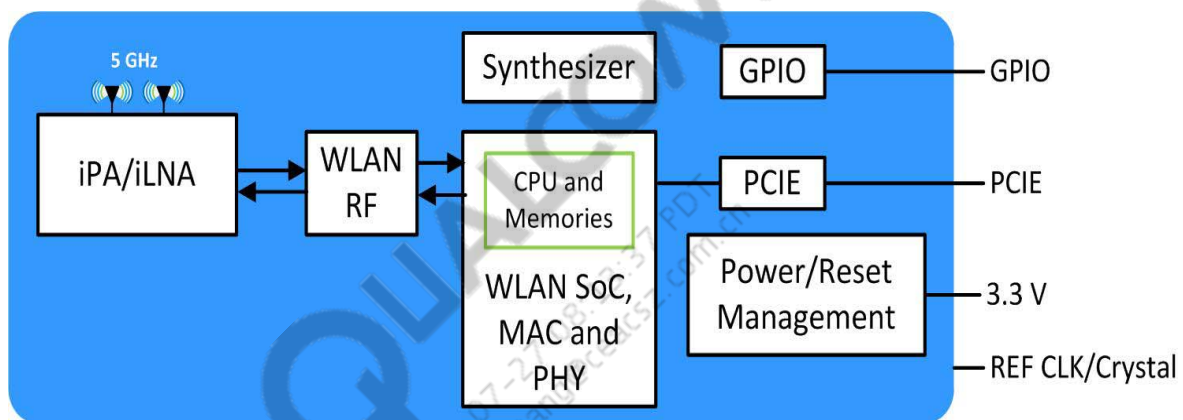 5 GHz
iPA/iLNA
WLAN
RF
Synthesizer
CPU and
Memories
WLAN SoC,
MAC and
PHY
GPIO
GPIO
PCIE
PCIE
Power/Reset
Management
3.3 V
REF CLK/Crystal